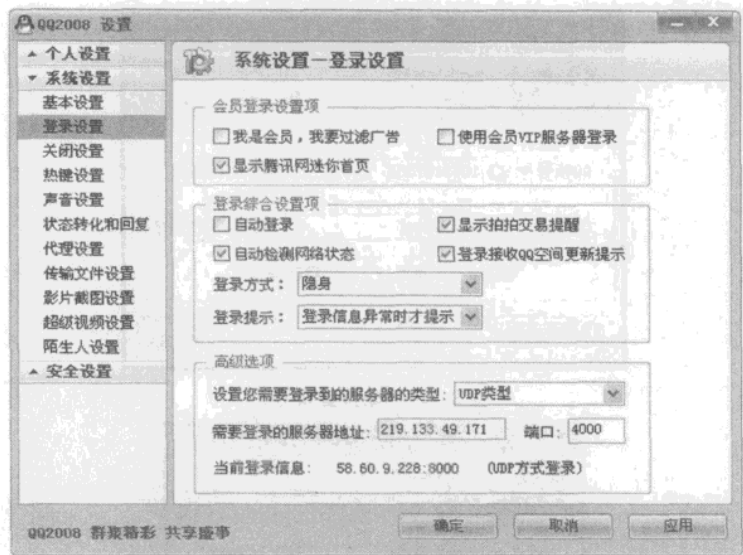 QQ2008 设置
个人设置
系统设置
基本设置
登录设置
关闭设置
热键设置
声音设置
状态转化和回复
代理设置
传输文件设置
影片截图设置
超级视频设置
陌生人设置
安全设置
系统设置—登录设置
会员登录设置项
我是会员，我要过滤广告
使用会员VIP服务器登录
显示腾讯网迷你首页
登录综合设置项
自动登录
显示拍拍交易提醒
自动检测网络状态
登录接收QQ空间更新提示
登录方式： 隐身
登录提示： 登录信息异常时才提示
高级选项
设置您需要登录到的服务器的类型: UDP类型
需要登录的服务器地址: 219.133.49.171 端口: 4000
当前登录信息: 58.60.9.228:8000 (UDP方式登录)
QQ2008 群聚精彩 共享盛事
确定 取消 应用